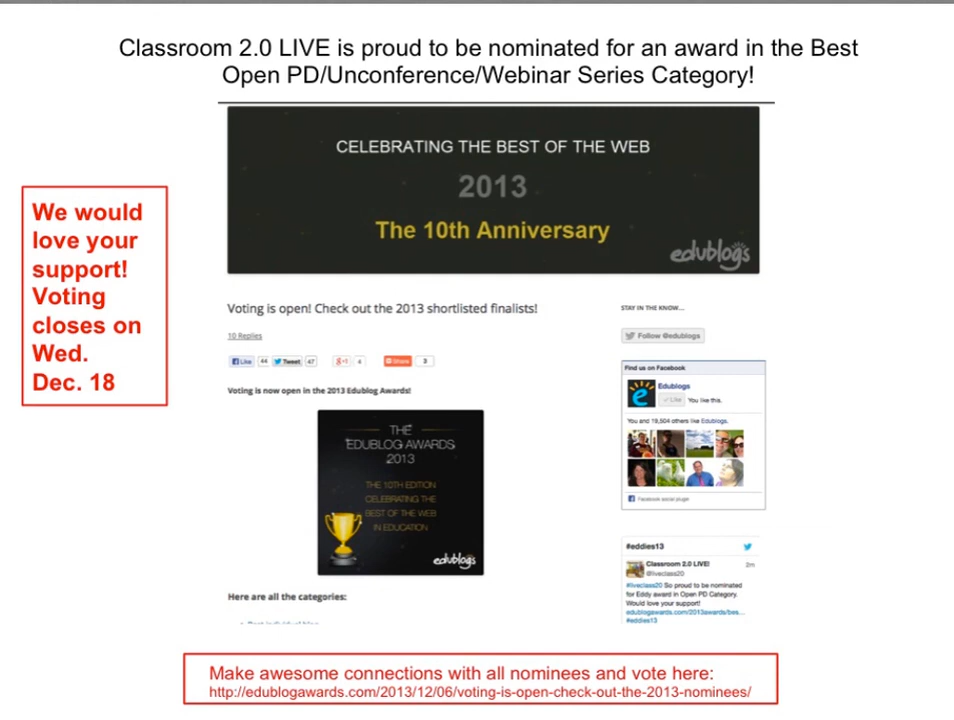 Classroom 2.0 LIVE is proud to be nominated for an award in the Best
Open PD/Unconference/Webinar Series Category!
CELEBRATING THE BEST OF THE WEB
2013
The 10th Anniversary
edublogs
We would
love your
support!
Voting
closes on
Wed.
Dec. 18
Voting is open! Check out the 2013 shortlisted finalists!
10 Replies
Like 44 Tweet 47 +1 4 Share 3
Voting is now open in the 2013 Edublog Awards!
THE
EDUBLOG AWARDS
2013
THE 10TH EDITION
CELEBRATING THE
BEST OF THE WEB
IN EDUCATION
edublogs
Here are all the categories:
Best individual blog
STAY IN THE KNOW...
Follow @edublogs
Find us on Facebook
Edublogs
Like You like this.
You and 19,504 others like Edublogs.
Facebook social plugin
#eddies13
Classroom 2.0 LIVE! 2m
@liveclass20
#liveclass20 So proud to be nominated
for Eddy award in Open PD Category.
Would love your support!
edublogawards.com/2013awards/bes...
#eddies13
Make awesome connections with all nominees and vote here:
http://edublogawards.com/2013/12/06/voting-is-open-check-out-the-2013-nominees/